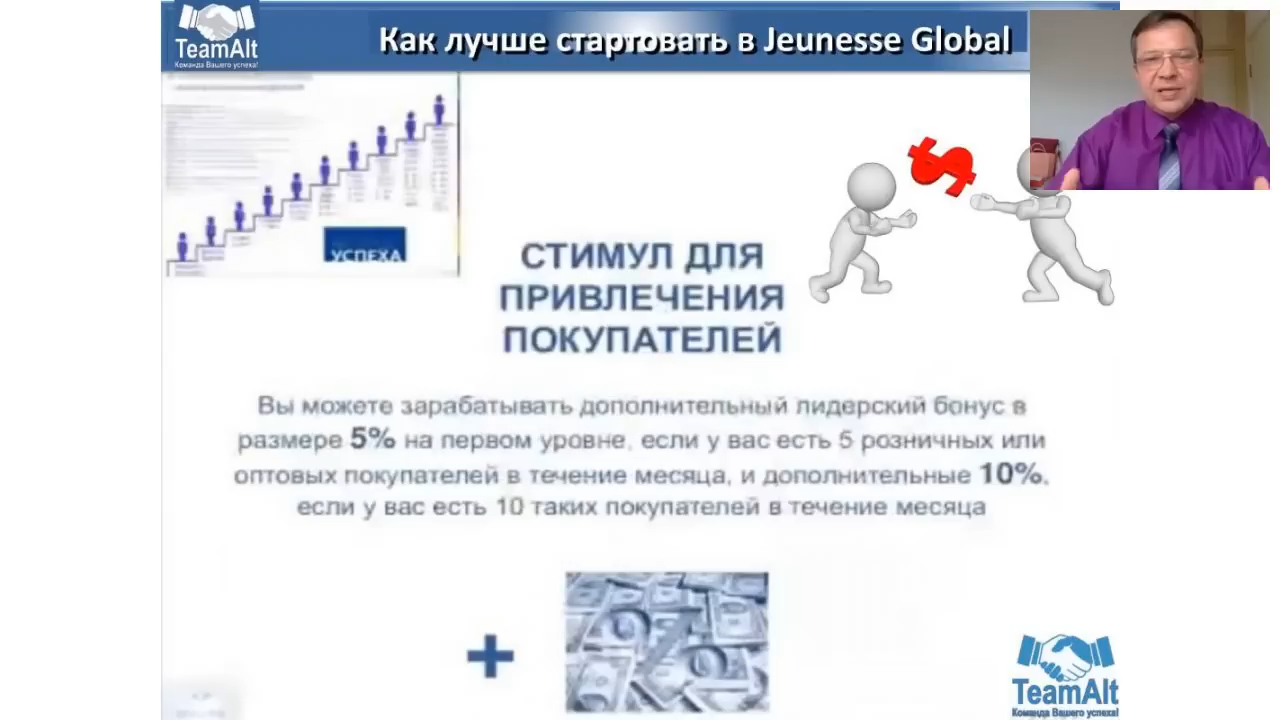 TeamAlt
Команда Вашего успеха!
Как лучше стартовать в Jeunesse Global
УСПЕХА
СТИМУЛ ДЛЯ
ПРИВЛЕЧЕНИЯ
ПОКУПАТЕЛЕЙ
Вы можете зарабатывать дополнительный лидерский бонус в
размере 5% на первом уровне, если у вас есть 5 розничных или
оптовых покупателей в течение месяца, и дополнительные 10%,
если у вас есть 10 таких покупателей в течение месяца
+
TeamAlt
Команда Вашего успеха!